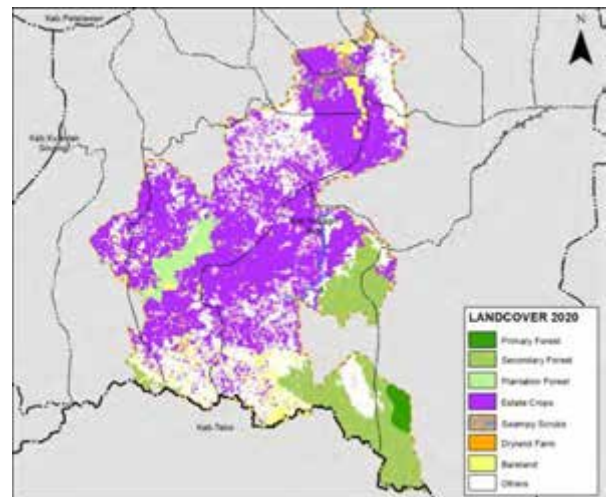 Kab Pelalawan
N
Kab Kuantan
Singingi
Kab Tebo
LANDCOVER 2020
Primary Forest
Secondary Forest
Plantation Forest
Estate Crops
Swampy Scrubs
Dryland Farm
Bareland
Others